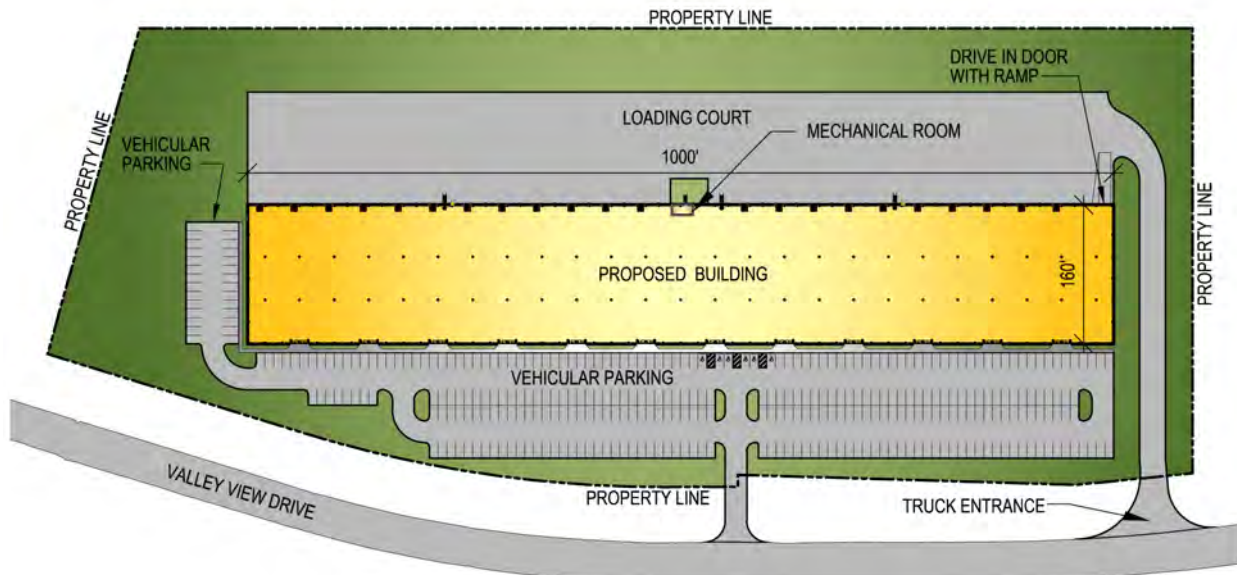 PROPERTY LINE
DRIVE IN DOOR
WITH RAMP
LOADING COURT
MECHANICAL ROOM
VEHICULAR
PARKING
PROPERTY LINE
1000'
PROPERTY LINE
PROPOSED BUILDING
160'
VEHICULAR PARKING
VALLEY VIEW DRIVE
PROPERTY LINE
TRUCK ENTRANCE